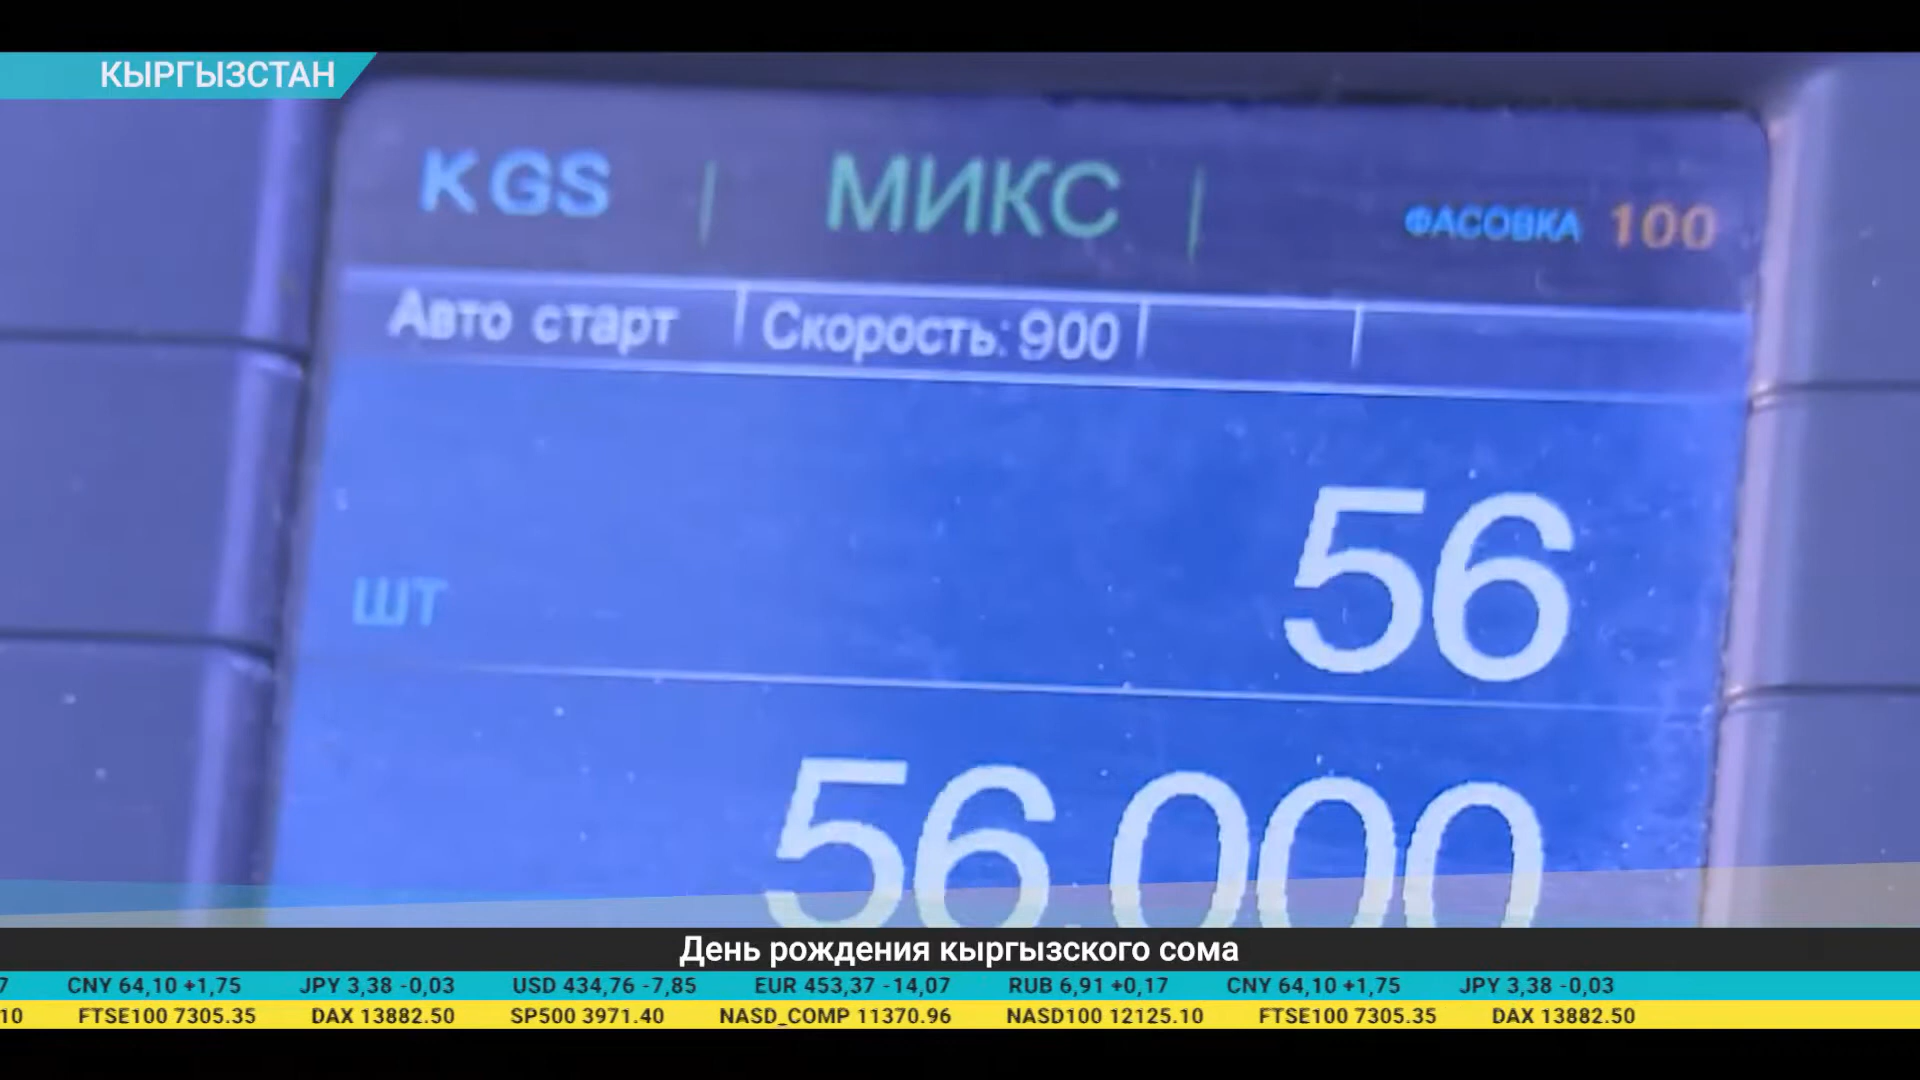 КЫРГЫЗСТАН
KGS | МИКС | ФАСОВКА 100
Авто старт | Скорость: 900
56
ШТ
56.000
День рождения кыргызского сома
7 CNY 64,10 +1,75 JPY 3,38 -0,03 USD 434,76 -7,85 EUR 453,37 -14,07 RUB 6,91 +0,17 CNY 64,10 +1,75 JPY 3,38 -0,03
10 FTSE100 7305.35 DAX 13882.50 SP500 3971.40 NASD_COMP 11370.96 NASD100 12125.10 FTSE100 7305.35 DAX 13882.50